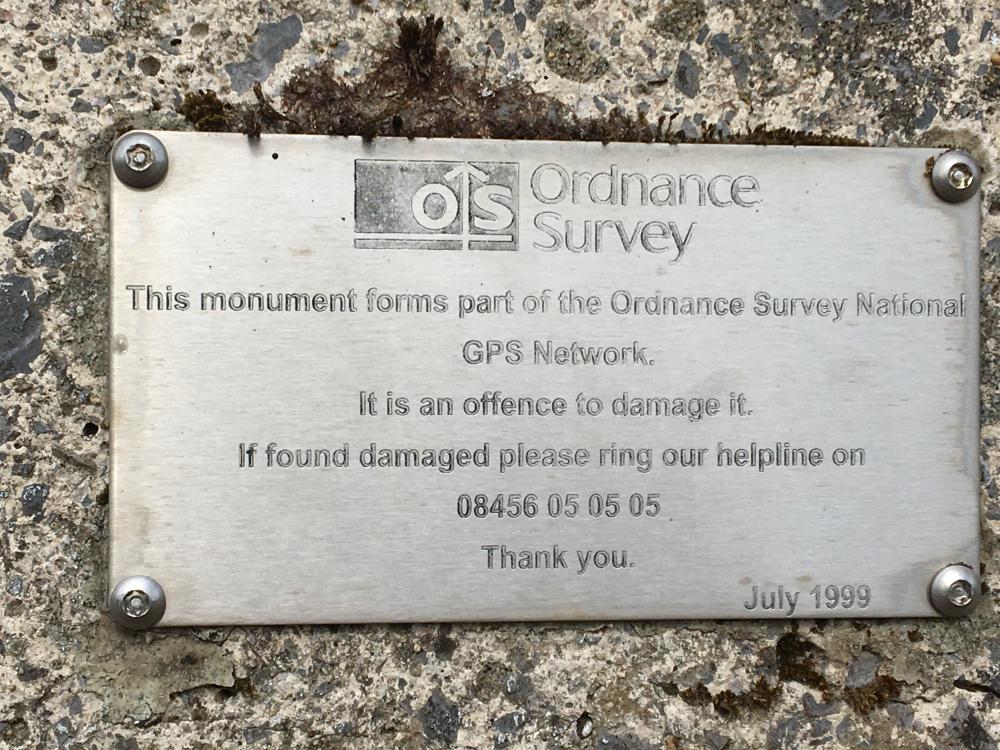 OS Ordnance
Survey
This monument forms part of the Ordnance Survey National
GPS Network.
It is an offence to damage it.
If found damaged please ring our helpline on
08456 05 05 05
Thank you.
July 1999